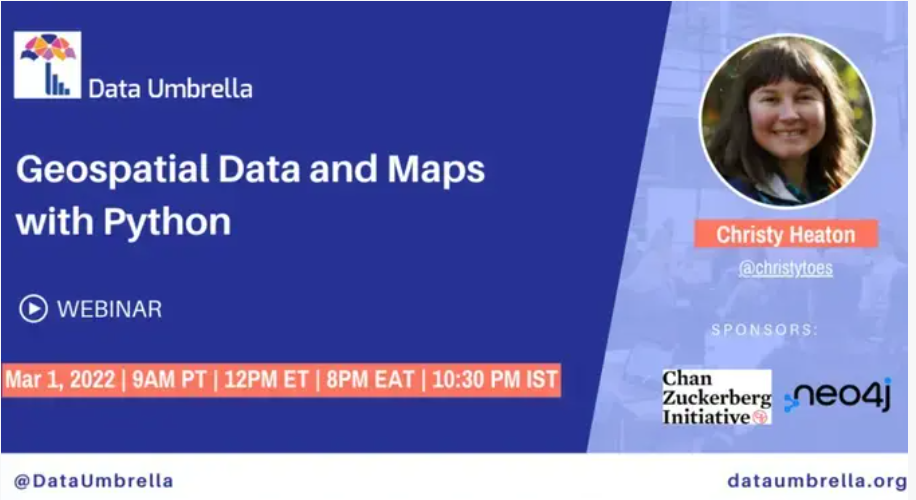 Data Umbrella
Geospatial Data and Maps
with Python
WEBINAR
Mar 1, 2022 | 9AM PT | 12PM ET | 8PM EAT | 10:30 PM IST
Christy Heaton
@christytoes
SPONSORS:
Chan
Zuckerberg
Initiative
neo4j
@DataUmbrella
dataumbrella.org